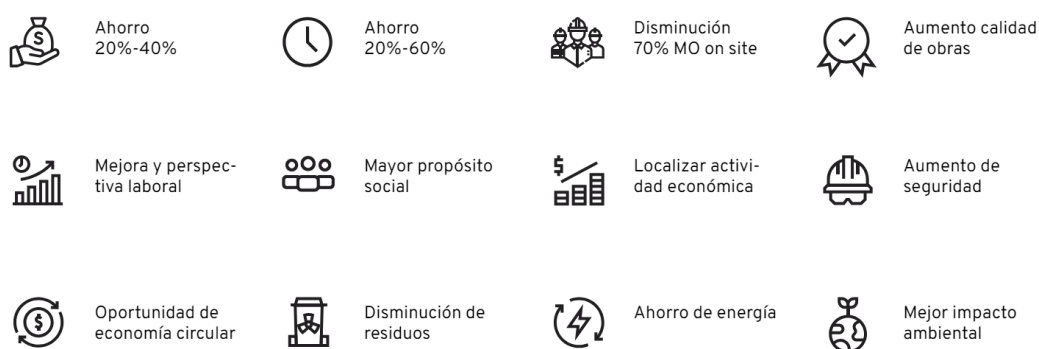 Ahorro
20%-40%
Ahorro
20%-60%
Disminución
70% MO on site
Aumento calidad
de obras
Mejora y perspec-
tiva laboral
Mayor propósito
social
Localizar activi-
dad económica
Aumento de
seguridad
Oportunidad de
economía circular
Disminución de
residuos
Ahorro de energía
Mejor impacto
ambiental